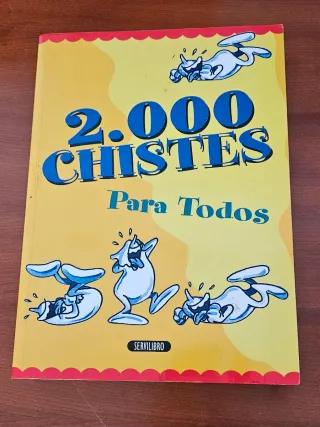 2.000
CHISTES
Para Todos
SERVILIBRO